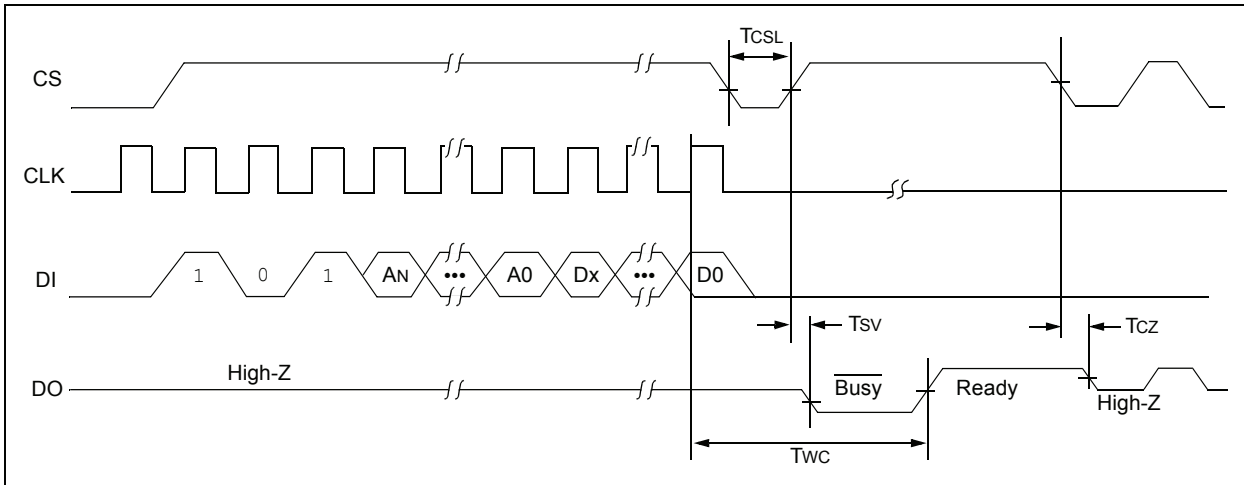 TCSL
CS
CLK
DI 1 0 1 AN ••• A0 Dx ••• D0
TSV TCZ
High-Z
DO Busy Ready High-Z
TWC